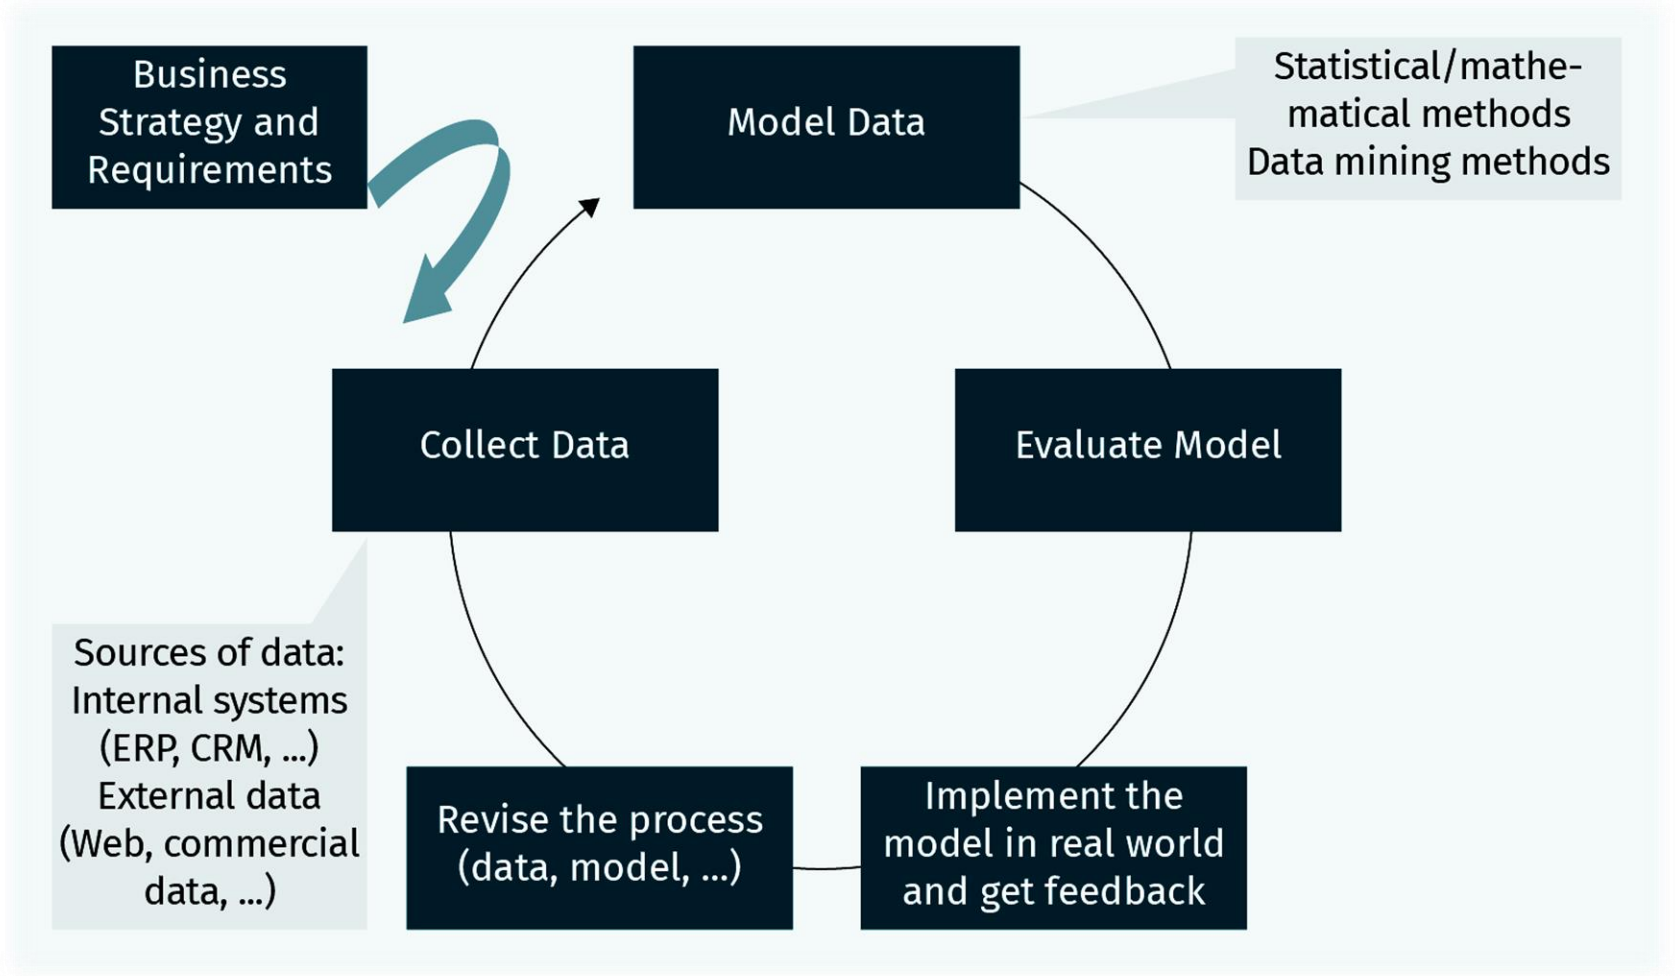 Business
Strategy and
Requirements
Model Data
Statistical/mathe-
matical methods
Data mining methods
Collect Data
Evaluate Model
Sources of data:
Internal systems
(ERP, CRM, ...)
External data
(Web, commercial
data, ...)
Revise the process
(data, model, ...)
Implement the
model in real world
and get feedback